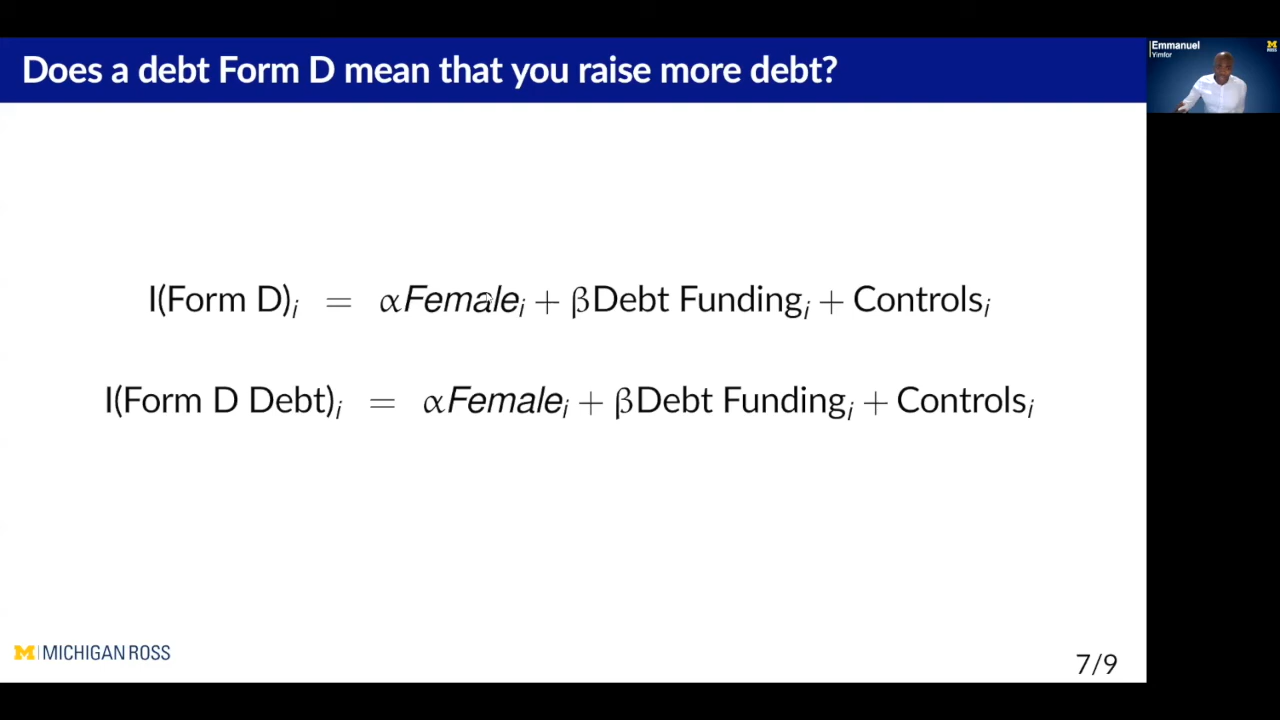 Does a debt Form D mean that you raise more debt?
Emmanuel
Yimfor
I(Form D)i = αFemalei + βDebt Fundingi + Controlsi
I(Form D Debt)i = αFemalei + βDebt Fundingi + Controlsi
M MICHIGAN ROSS
7/9